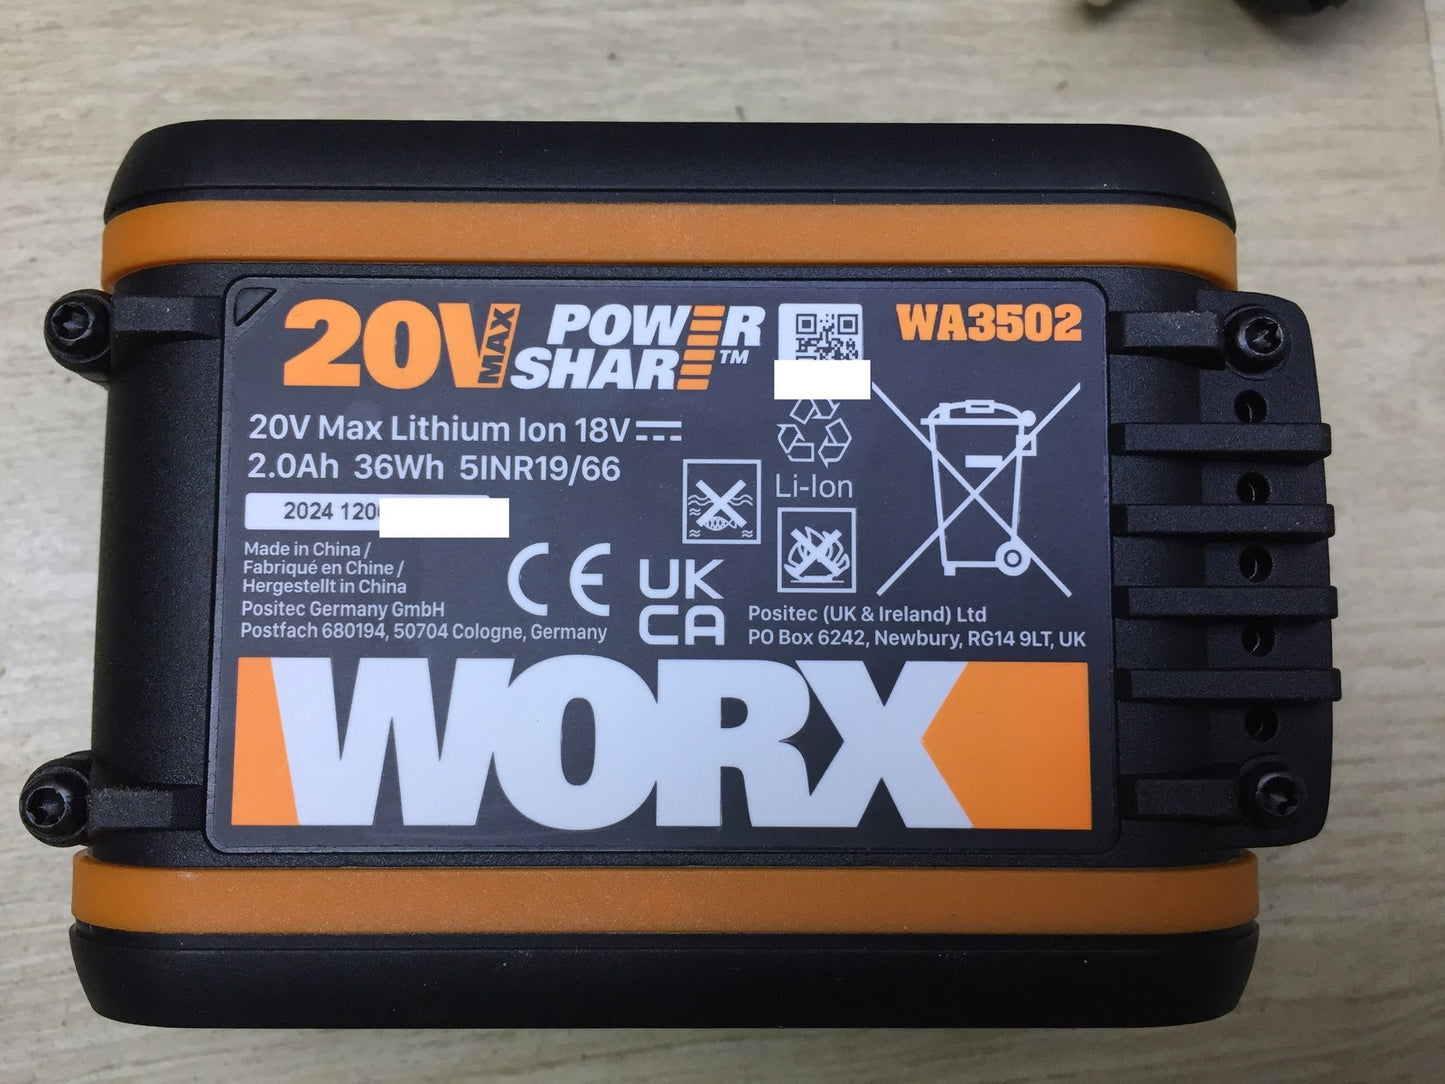 20V MAX POWER SHARE™ WA3502
20V Max Lithium Ion 18V
2.0Ah 36Wh 5INR19/66
Li-Ion
2024
Made in China /
Fabriqué en Chine /
Hergestellt in China
Positec Germany GmbH
Postfach 680194, 50704 Cologne, Germany
CE
UK
CA
Positec (UK & Ireland) Ltd
PO Box 6242, Newbury, RG14 9LT, UK
WORX